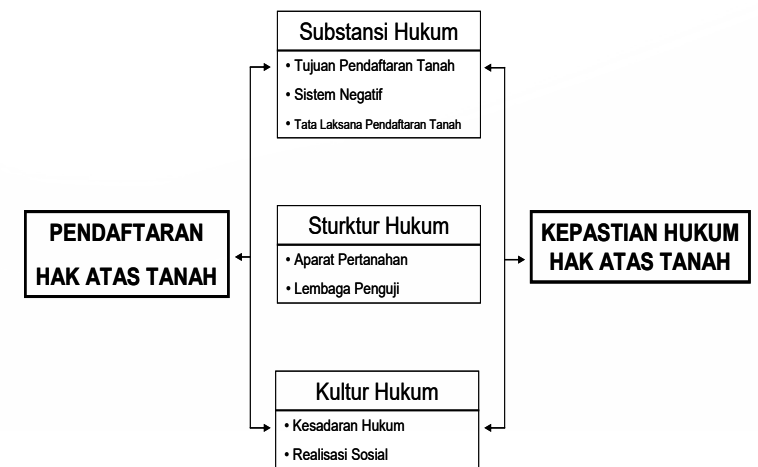 Substansi Hukum
• Tujuan Pendaftaran Tanah
• Sistem Negatif
• Tata Laksana Pendaftaran Tanah
PENDAFTARAN
HAK ATAS TANAH
Sturktur Hukum
• Aparat Pertanahan
• Lembaga Penguji
KEPASTIAN HUKUM
HAK ATAS TANAH
Kultur Hukum
• Kesadaran Hukum
• Realisasi Sosial